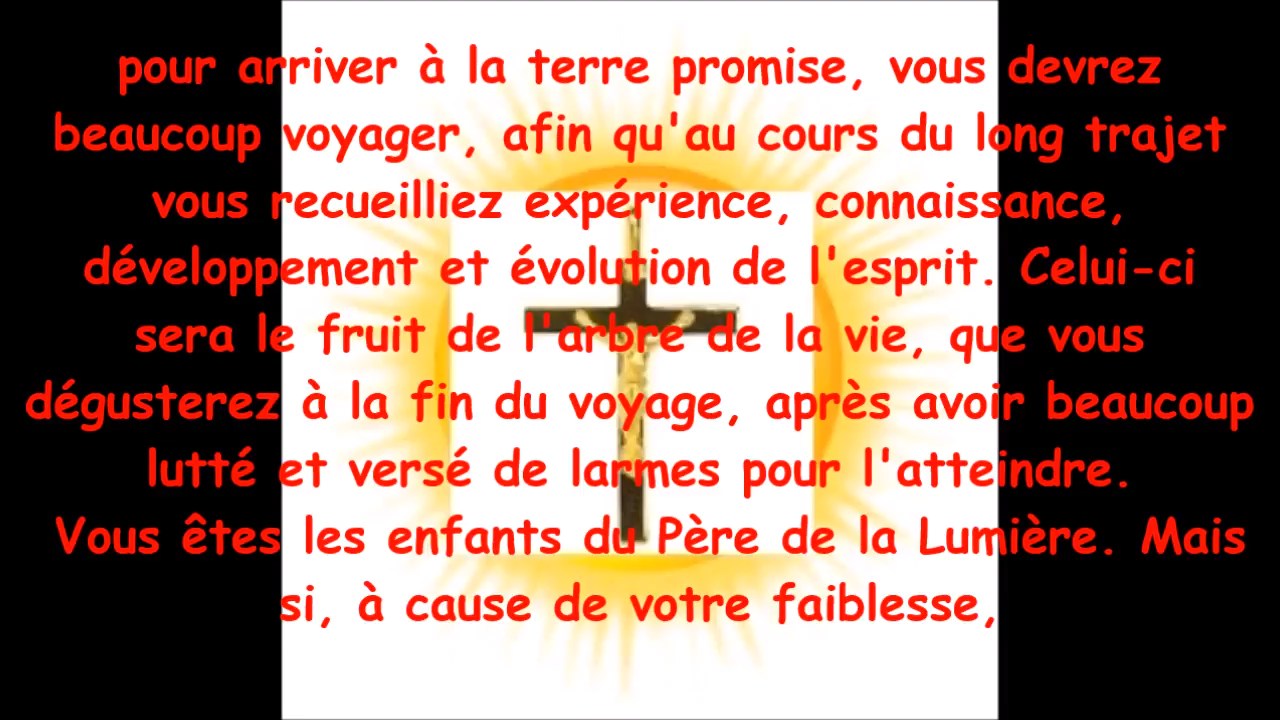 pour arriver à la terre promise, vous devrez
beaucoup voyager, afin qu'au cours du long trajet
vous recueilliez expérience, connaissance,
développement et évolution de l'esprit. Celui-ci
sera le fruit de l'arbre de la vie, que vous
dégusterez à la fin du voyage, après avoir beaucoup
lutté et versé de larmes pour l'atteindre.
Vous êtes les enfants du Père de la Lumière. Mais
si, à cause de votre faiblesse,